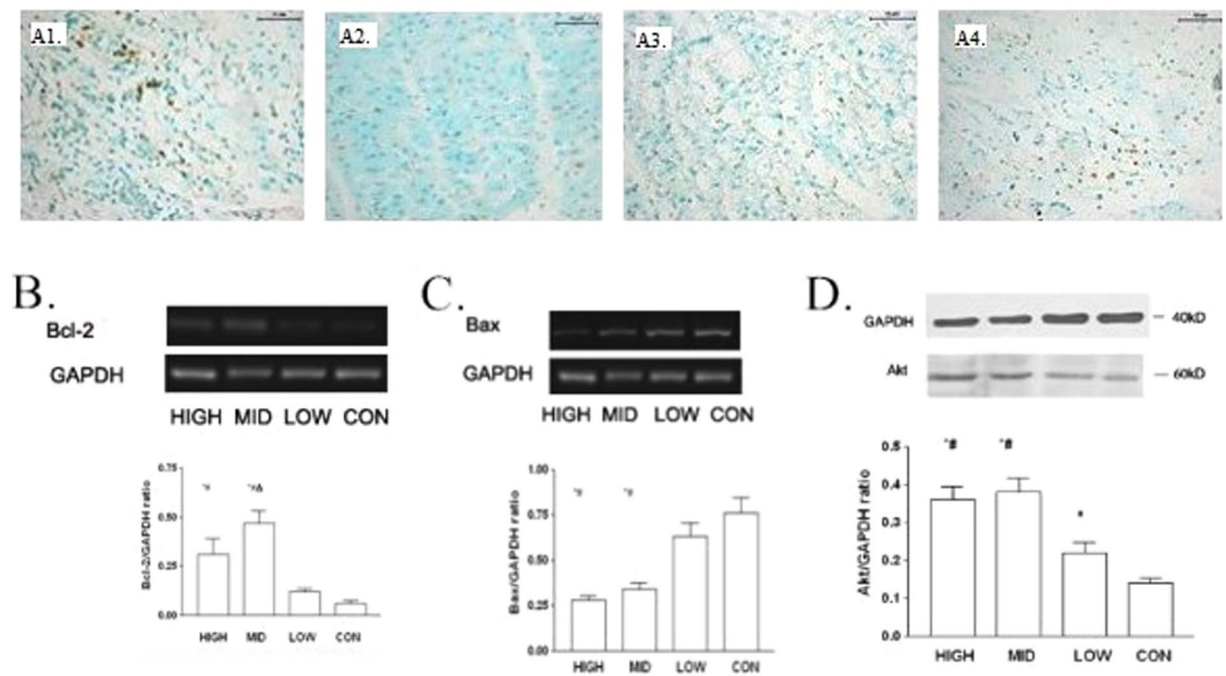 A1.
A2.
A3.
A4.
B.
Bcl-2
GAPDH
HIGH MID LOW CON
0.75
0.50
0.25
0.00
Bcl-2/GAPDH ratio
HIGH MID LOW CON
C.
Bax
GAPDH
HIGH MID LOW CON
1.00
0.75
0.50
0.25
0.00
Bax/GAPDH ratio
HIGH MID LOW CON
D.
GAPDH
40kD
Akt
60kD
0.5
0.4
0.3
0.2
0.1
0.0
Akt/GAPDH ratio
*#
*#
*
HIGH MID LOW CON